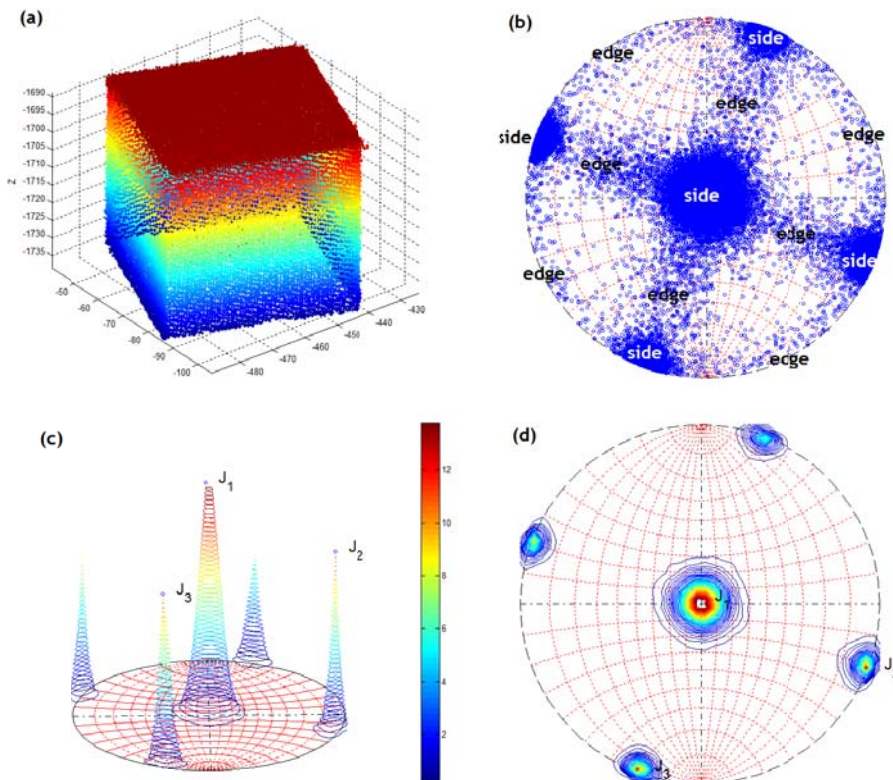 (a)
-1690
-1695
-1700
-1705
-1710
-1715
-1720
-1725
-1730
-1735
Z
-50
-60
-70
-80
-90
-100
-480
-470
-460
-450
-440
-430
(b)
side
edge
edge
edge
side
edge
side
edge
side
edge
edge
side
edge
(c)
J1
J2
J3
12
10
8
6
4
2
(d)
J1
J
J3